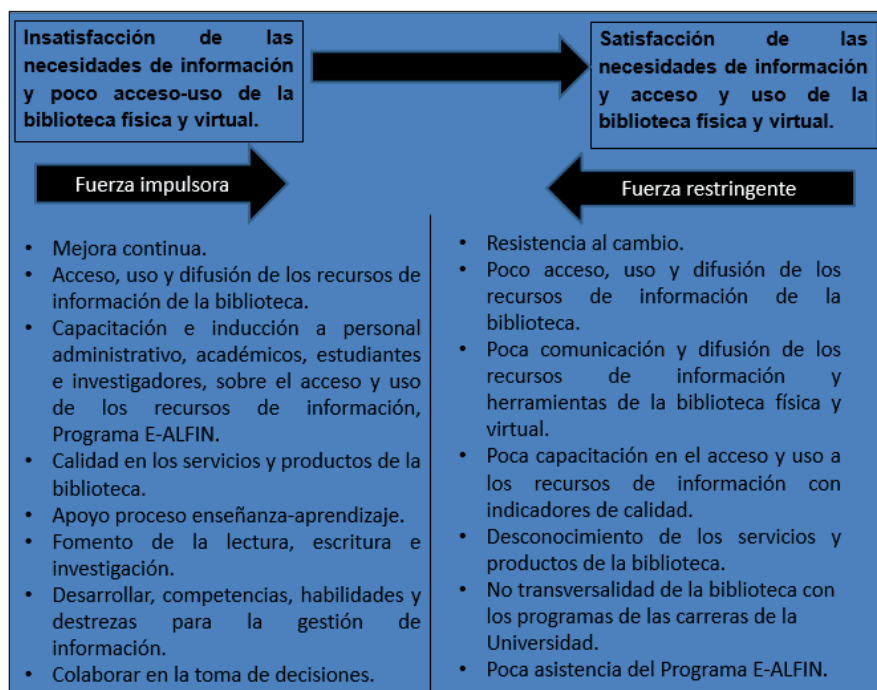 Insatisfacción de las
necesidades de información
y poco acceso-uso de la
biblioteca física y virtual.
Satisfacción de las
necesidades de información
y acceso y uso de la
biblioteca física y virtual.
Fuerza impulsora
Fuerza restringente
• Mejora continua.
• Acceso, uso y difusión de los recursos de
información de la biblioteca.
• Capacitación e inducción a personal
administrativo, académicos, estudiantes
e investigadores, sobre el acceso y uso
de los recursos de información,
Programa E-ALFIN.
• Calidad en los servicios y productos de la
biblioteca.
• Apoyo proceso enseñanza-aprendizaje.
• Fomento de la lectura, escritura e
investigación.
• Desarrollar, competencias, habilidades y
destrezas para la gestión de
información.
• Colaborar en la toma de decisiones.
• Resistencia al cambio.
• Poco acceso, uso y difusión de los
recursos de información de la
biblioteca.
• Poca comunicación y difusión de los
recursos de información y
herramientas de la biblioteca física y
virtual.
• Poca capacitación en el acceso y uso a
los recursos de información con
indicadores de calidad.
• Desconocimiento de los servicios y
productos de la biblioteca.
• No transversalidad de la biblioteca con
los programas de las carreras de la
Universidad.
• Poca asistencia del Programa E-ALFIN.